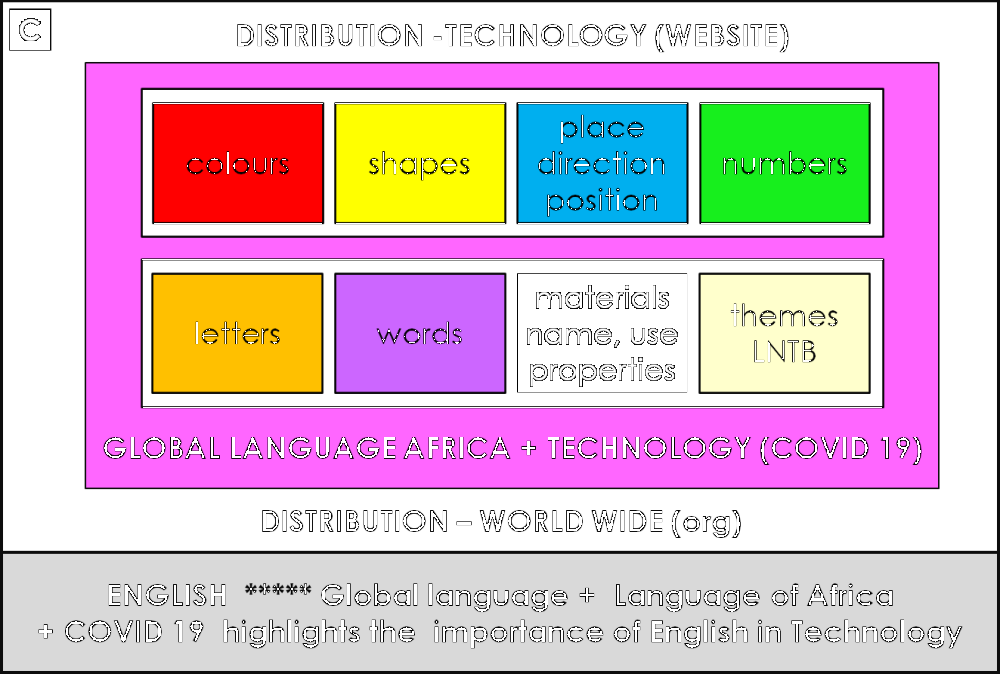 C
DISTRIBUTION -TECHNOLOGY (WEBSITE)
colours
shapes
place
direction
position
numbers
letters
words
materials
name, use
properties
themes
LNTB
GLOBAL LANGUAGE AFRICA + TECHNOLOGY (COVID 19)
DISTRIBUTION – WORLD WIDE (org)
ENGLISH ***** Global language + Language of Africa
+ COVID 19 highlights the importance of English in Technology